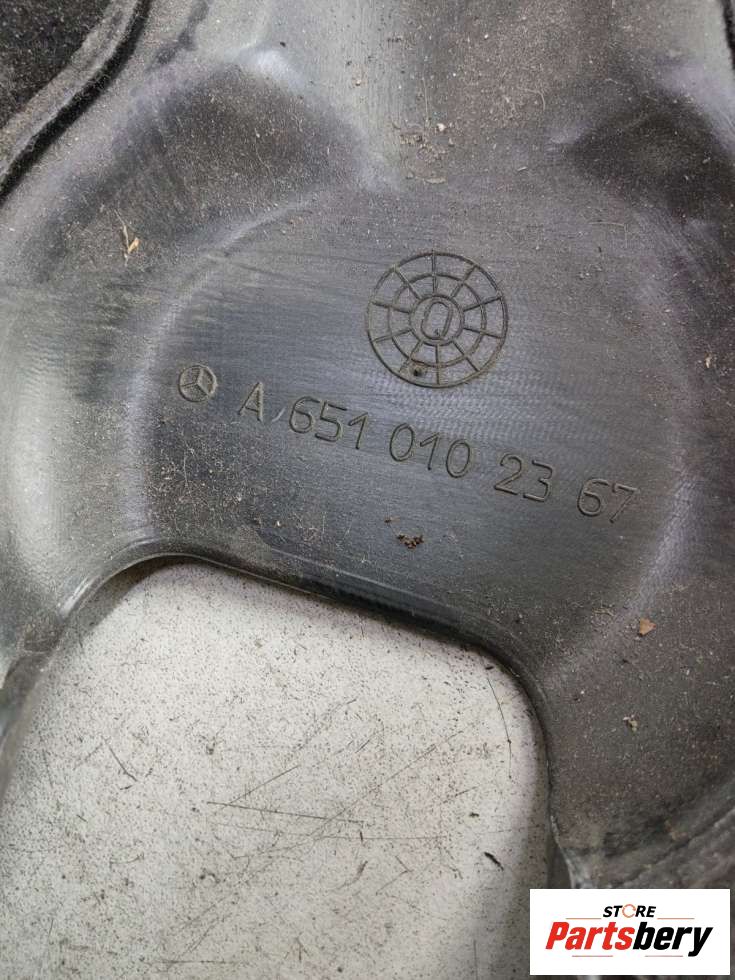 Q
A 651 010 23 67
STORE
Partsbery